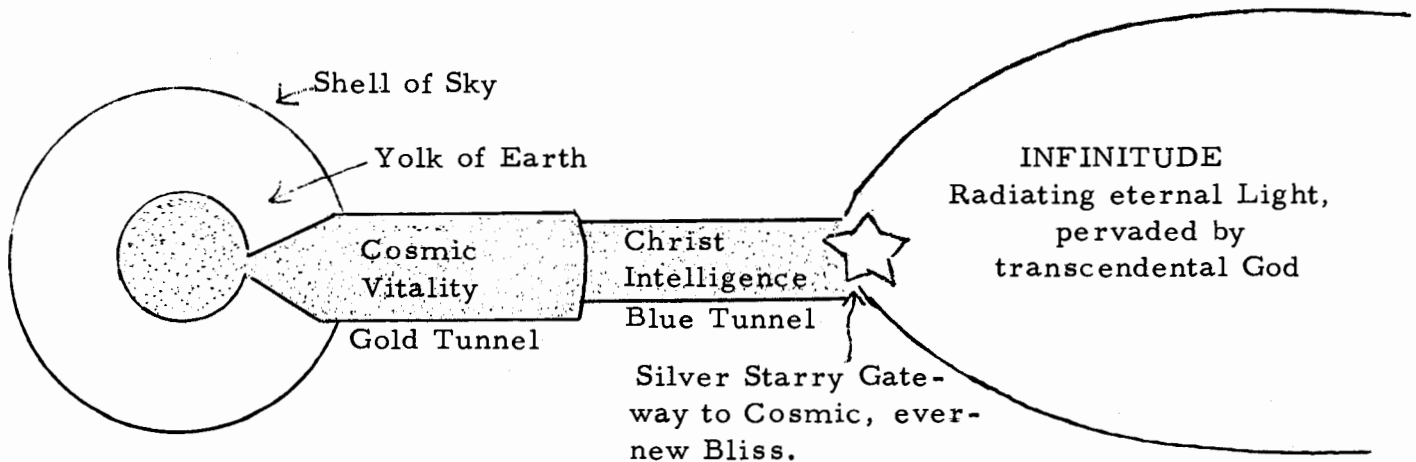 Shell of Sky
Yolk of Earth
Cosmic
Vitality
Gold Tunnel
Christ
Intelligence
Blue Tunnel
Silver Starry Gate-
way to Cosmic, ever-
new Bliss.
INFINITUDE
Radiating eternal Light,
pervaded by
transcendental God